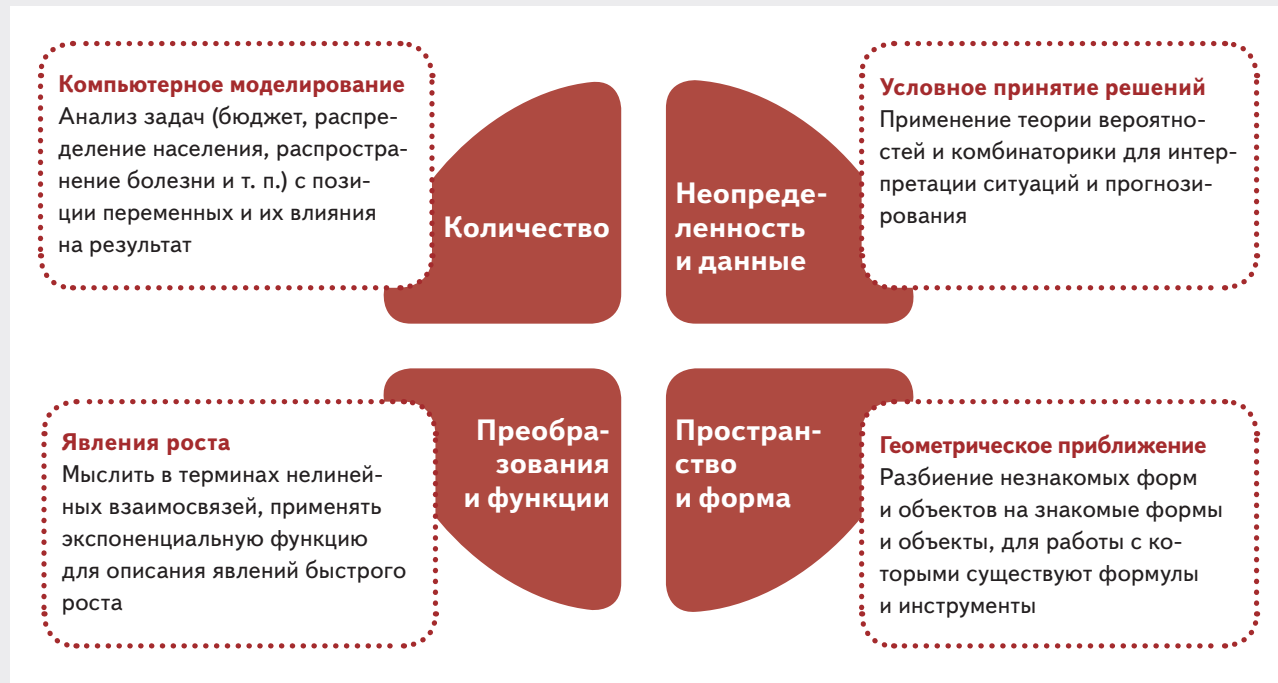 Компьютерное моделирование
Анализ задач (бюджет, распре-
деление населения, распростра-
нение болезни и т. п.) с пози-
ции переменных и их влияния
на результат
Количество
Неопреде-
ленность
и данные
Условное принятие решений
Применение теории вероятно-
стей и комбинаторики для интер-
претации ситуаций и прогнози-
рования
Явления роста
Мыслить в терминах нелиней-
ных взаимосвязей, применять
экспоненциальную функцию
для описания явлений быстрого
роста
Преобра-
зования
и функции
Простран-
ство
и форма
Геометрическое приближение
Разбиение незнакомых форм
и объектов на знакомые формы
и объекты, для работы с ко-
торыми существуют формулы
и инструменты